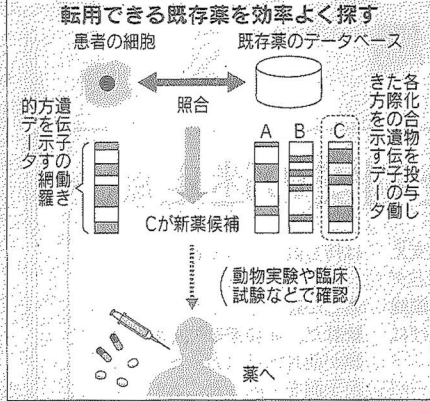 転用できる既存薬を効率よく探す
患者の細胞
既存薬のデータベース
照合
遺伝子の働き
方を示す網羅
的データ
A B C
各化合物を投与し
た際の遺伝子の働
き方を示すデータ
Cが新薬候補
(動物実験や臨床
試験などで確認)
薬へ